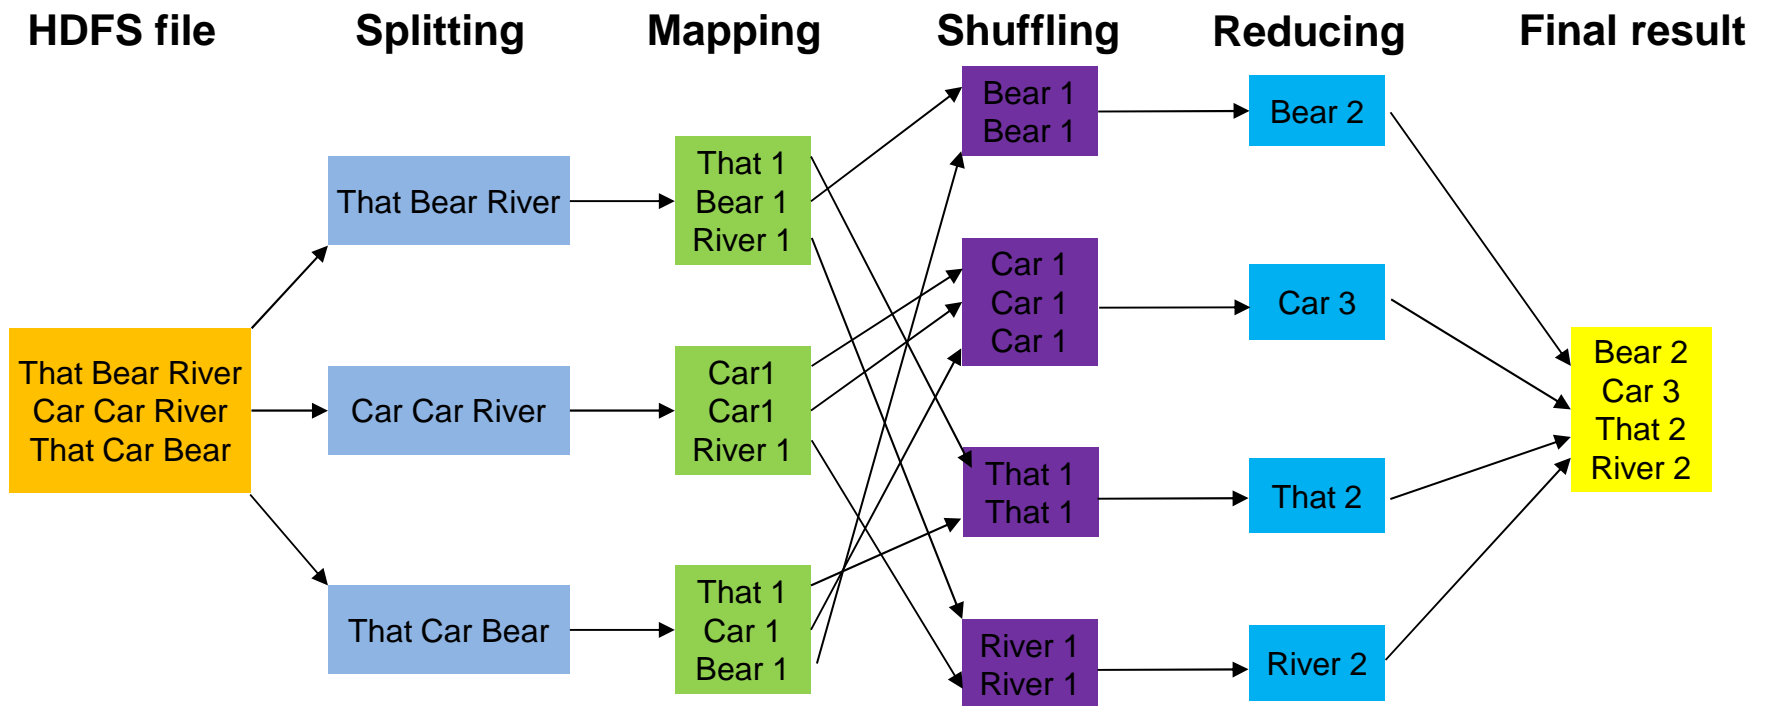 HDFS file
Splitting
Mapping
Shuffling
Reducing
Final result
That Bear River
Car Car River
That Car Bear
That Bear River
Car Car River
That Car Bear
That 1
Bear 1
River 1
Car1
Car1
River 1
That 1
Car 1
Bear 1
Bear 1
Bear 1
Car 1
Car 1
Car 1
That 1
That 1
River 1
River 1
Bear 2
Car 3
That 2
River 2
Bear 2
Car 3
That 2
River 2